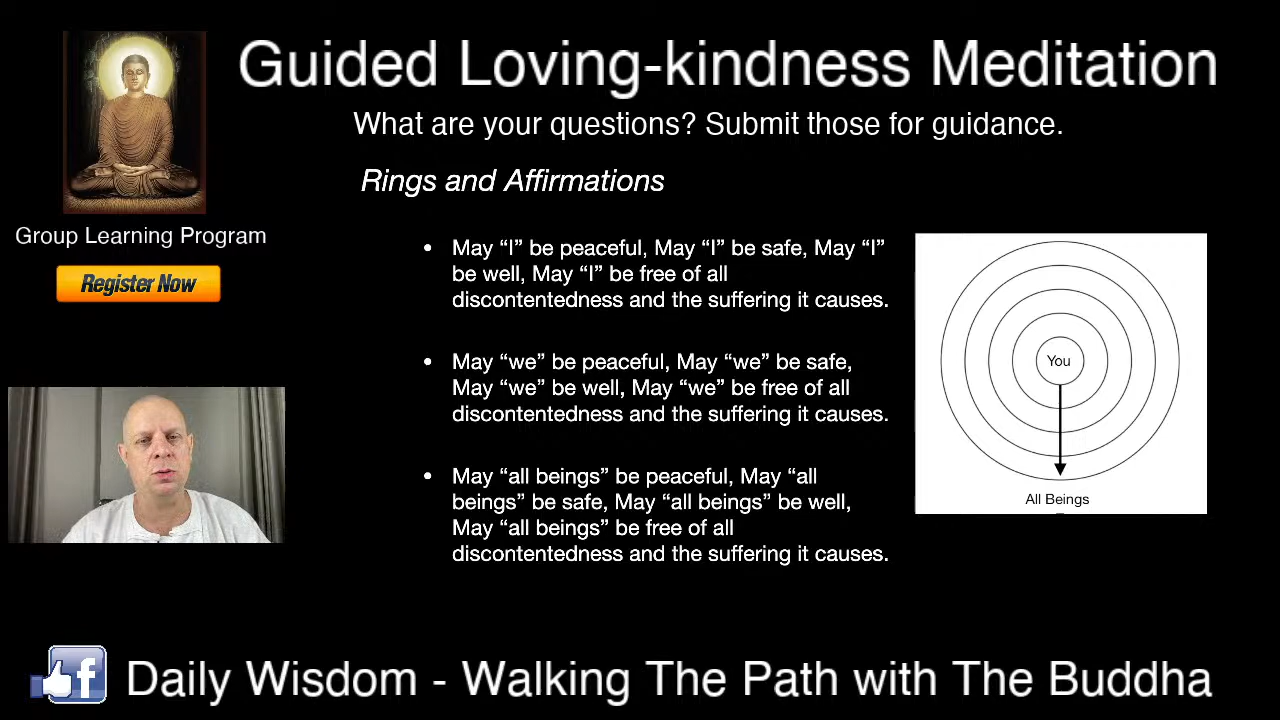 Guided Loving-kindness Meditation
What are your questions? Submit those for guidance.
Rings and Affirmations
Group Learning Program
Register Now
• May “I” be peaceful, May “I” be safe, May “I”
be well, May “I” be free of all
discontentedness and the suffering it causes.
• May “we” be peaceful, May “we” be safe,
May “we” be well, May “we” be free of all
discontentedness and the suffering it causes.
• May “all beings” be peaceful, May “all
beings” be safe, May “all beings” be well,
May “all beings” be free of all
discontentedness and the suffering it causes.
You
All Beings
f
Daily Wisdom - Walking The Path with The Buddha